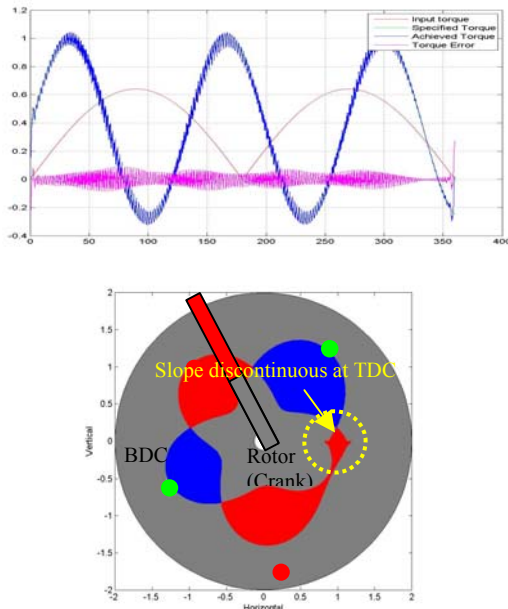 Input torque
Specified Torque
Achieved Torque
Torque Error
1.2
1
0.8
0.6
0.4
0.2
0
-0.2
-0.4
0 50 100 150 200 250 300 350 400
2
1.5
1
0.5
0
-0.5
-1
-1.5
-2
Vertical
Slope discontinuous at TDC
BDC
Rotor
(Crank)
-2 -1.5 -1 -0.5 0 0.5 1 1.5 2
Horizontal